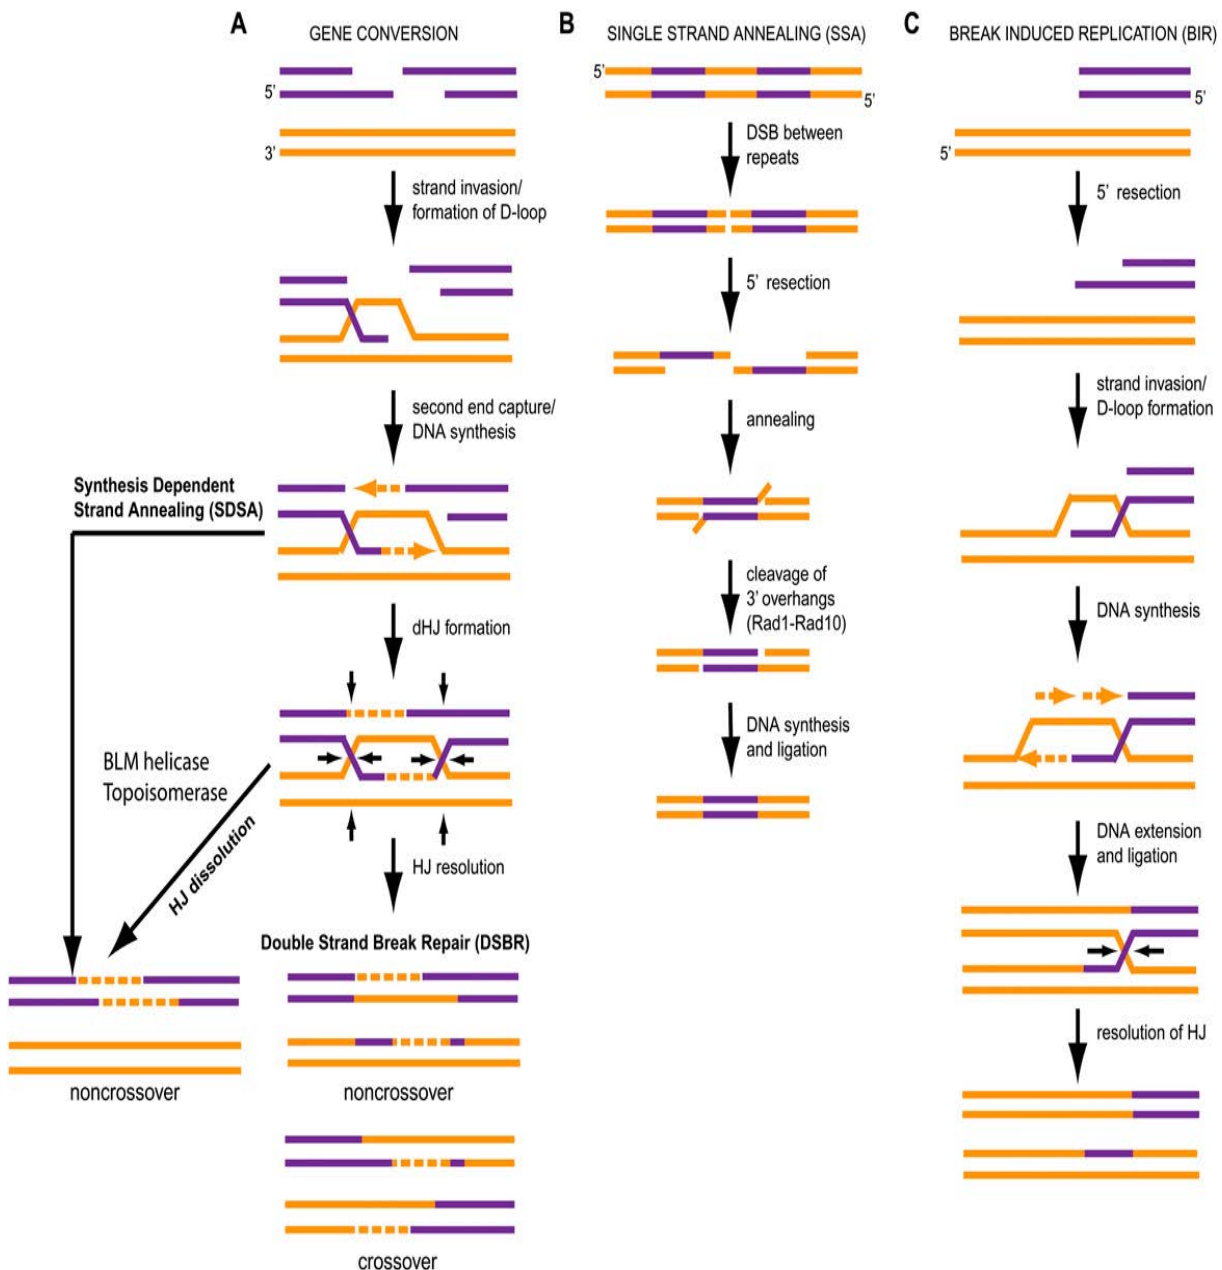 A
GENE CONVERSION
5'
3'
strand invasion/
formation of D-loop
second end capture/
DNA synthesis
Synthesis Dependent
Strand Annealing (SDSA)
dHJ formation
BLM helicase
Topoisomerase
HJ dissolution
HJ resolution
Double Strand Break Repair (DSBR)
noncrossover
noncrossover
crossover
B
SINGLE STRAND ANNEALING (SSA)
5'
5'
DSB between
repeats
5' resection
annealing
cleavage of
3' overhangs
(Rad1-Rad10)
DNA synthesis
and ligation
C
BREAK INDUCED REPLICATION (BIR)
5'
5'
5' resection
strand invasion/
D-loop formation
DNA synthesis
DNA extension
and ligation
resolution of HJ